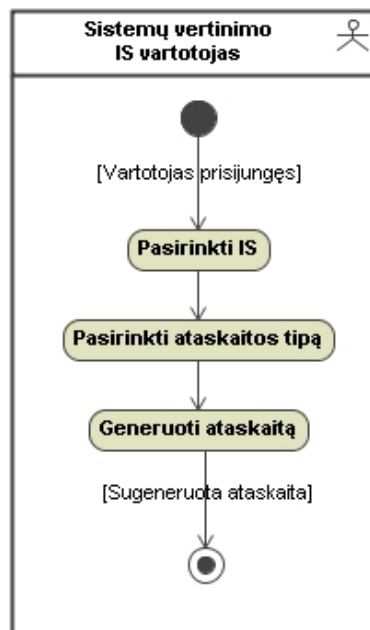 Sistemų vertinimo
IS vartotojas
[Vartotojas prisijungęs]
Pasirinkti IS
Pasirinkti ataskaitos tipą
Generuoti ataskaitą
[Sugeneruota ataskaita]